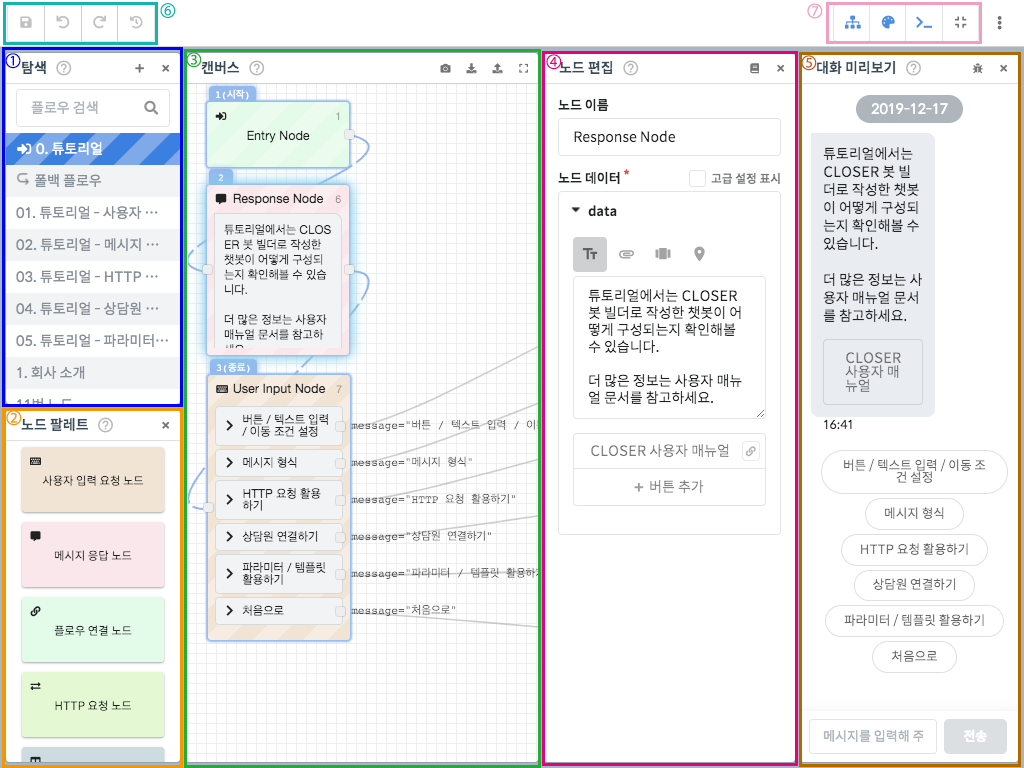 ⑥
⑦
① 탐색
플로우 검색
0. 튜토리얼
폴백 플로우
01. 튜토리얼 - 사용자 ···
02. 튜토리얼 - 메시지 ···
03. 튜토리얼 - HTTP ···
04. 튜토리얼 - 상담원 ···
05. 튜토리얼 - 파라미터···
1. 회사 소개
② 노드 팔레트
사용자 입력 요청 노드
메시지 응답 노드
플로우 연결 노드
HTTP 요청 노드
③ 캔버스
1 (시작)
1
Entry Node
2
Response Node 6
튜토리얼에서는 CLOS
ER 봇 빌더로 작성한
챗봇이 어떻게 구성되
는지 확인해볼 수 있습
니다.
더 많은 정보는 사용자
매뉴얼 문서를 참고하
3 (종료)
User Input Node 7
버튼 / 텍스트 입력
/ 이동 조건 설정
message="버튼 / 텍스트 입력 / 이동
메시지 형식
message="메시지 형식"
HTTP 요청 활용
하기
message="HTTP 요청 활용하기"
상담원 연결하기
message="상담원 연결하기"
파라미터 / 템플릿
활용하기
message="파라미터 / 템플릿 활용하기
처음으로
message="처음으로"
④ 노드 편집
노드 이름
Response Node
노드 데이터 *
고급 설정 표시
data
Tт
튜토리얼에서는 CLOSER
봇 빌더로 작성한 챗봇이 어
떻게 구성되는지 확인해볼
수 있습니다.
더 많은 정보는 사용자 매뉴
얼 문서를 참고하세요.
CLOSER 사용자 매뉴얼
+ 버튼 추가
⑤ 대화 미리보기
2019-12-17
튜토리얼에서는
CLOSER 봇 빌
더로 작성한 챗봇
이 어떻게 구성되
는지 확인해볼 수
있습니다.
더 많은 정보는 사
용자 매뉴얼 문서
를 참고하세요.
CLOSER
사용자 매
뉴얼
16:41
버튼 / 텍스트 입력 / 이동 조
건 설정
메시지 형식
HTTP 요청 활용하기
상담원 연결하기
파라미터 / 템플릿 활용하기
처음으로
메시지를 입력해 주
전송